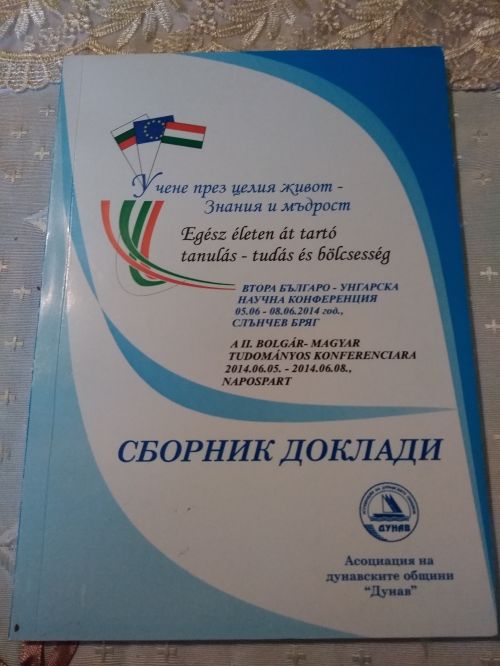 Учене през целия живот -
Знания и мъдрост
Egész életen át tartó
tanulás - tudás és bölcsesség
ВТОРА БЪЛГАРО - УНГАРСКА
НАУЧНА КОНФЕРЕНЦИЯ
05.06 - 08.06.2014 год.,
СЛЪНЧЕВ БРЯГ
A II. BOLGÁR- MAGYAR
TUDOMÁNYOS KONFERENCIARA
2014.06.05. - 2014.06.08.,
NAPOSPART
СБОРНИК ДОКЛАДИ
ДУНАВ
Асоциация на
дунавските общини
"Дунав"